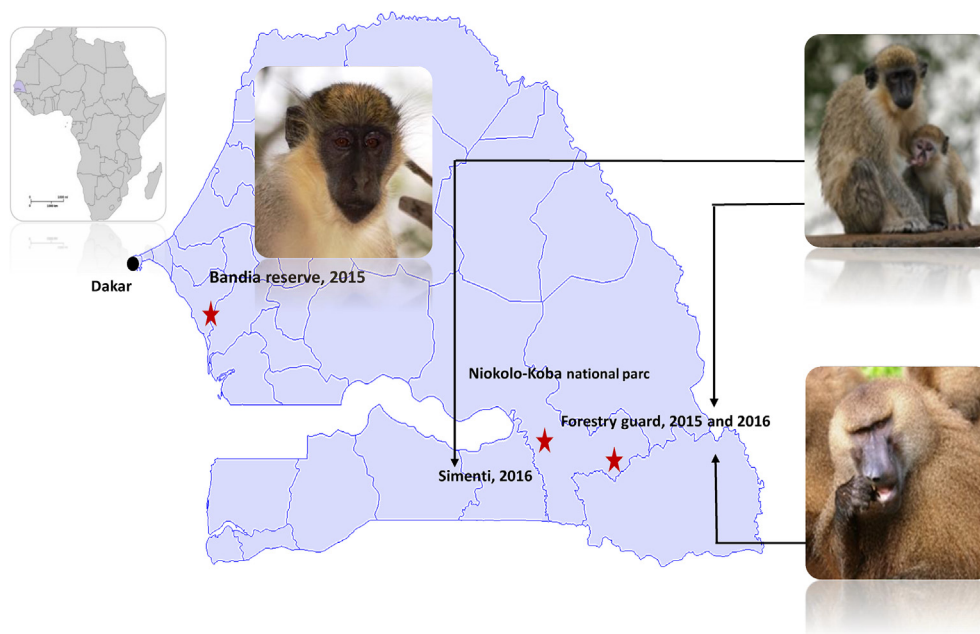 Dakar
Bandia reserve, 2015
Niokolo-Koba national parc
Forestry guard, 2015 and 2016
Simenti, 2016